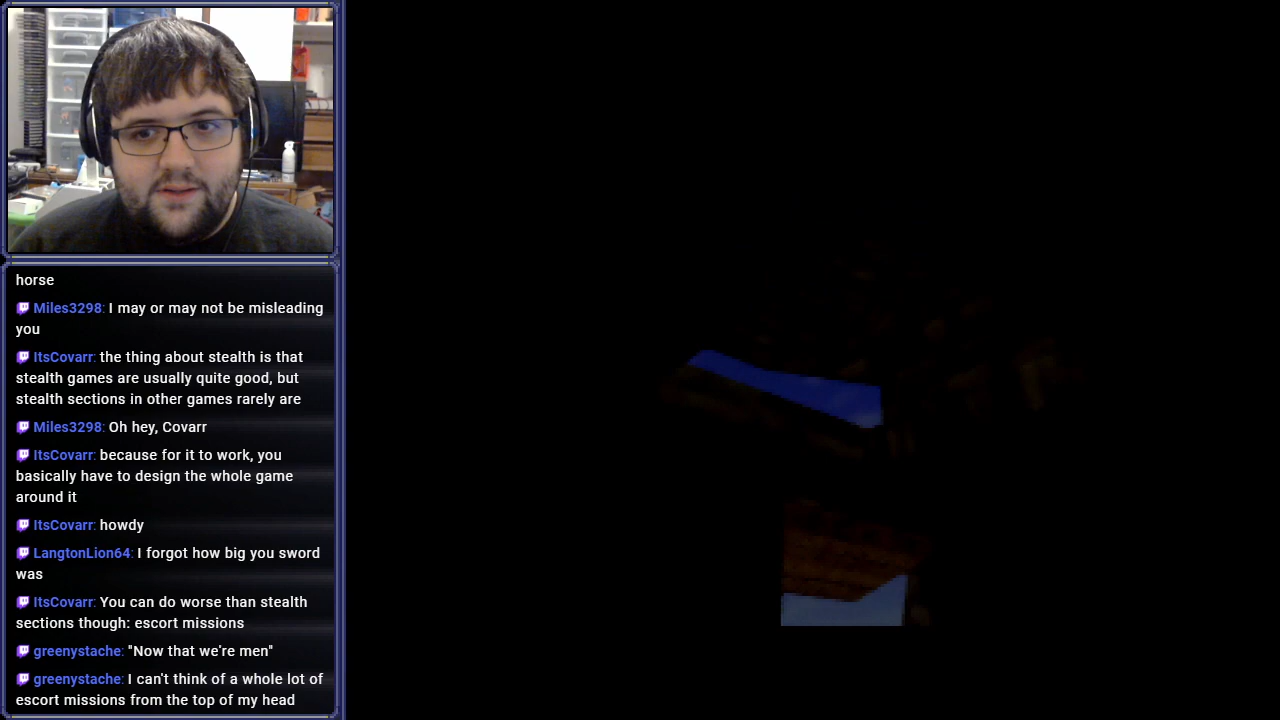 horse
Miles3298: I may or may not be misleading
you
ItsCovarr: the thing about stealth is that
stealth games are usually quite good, but
stealth sections in other games rarely are
Miles3298: Oh hey, Covarr
ItsCovarr: because for it to work, you
basically have to design the whole game
around it
ItsCovarr: howdy
LangtonLion64: I forgot how big you sword
was
ItsCovarr: You can do worse than stealth
sections though: escort missions
greenystache: "Now that we're men"
greenystache: I can't think of a whole lot of
escort missions from the top of my head